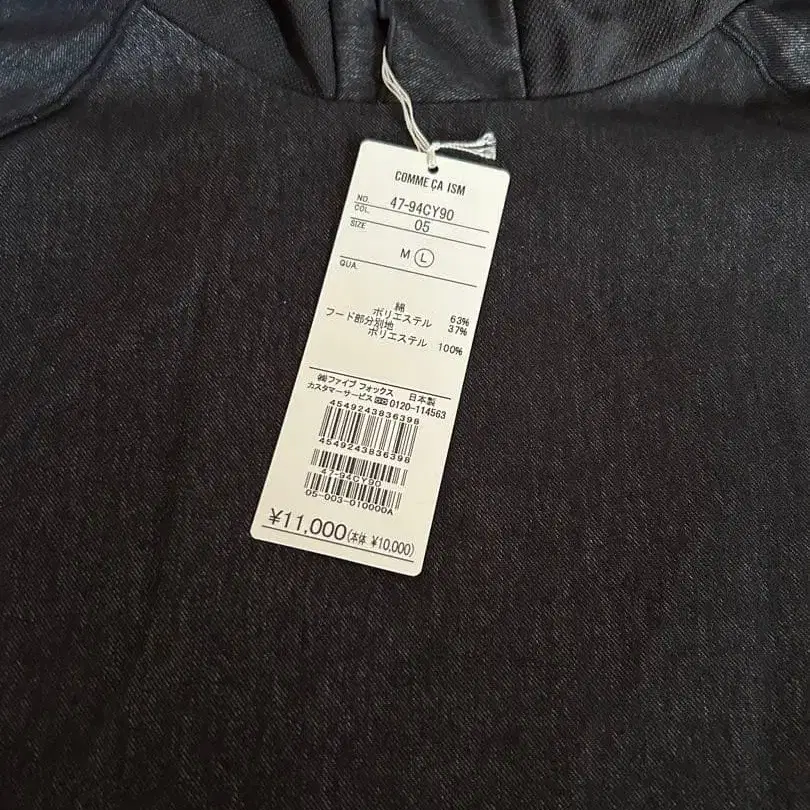 COMME ÇA ISM
NO. 47-94CY90
COL. 05
SIZE
M L
QUA.
綿 63%
ポリエステル 37%
フード部分別地
ポリエステル 100%
㈱ファイブ フォックス 日本製
カスタマーサービス 0120-114563
4549243836398
4549243836398
47-94CY90
05-003-010000A
¥11,000(本体 ¥10,000)